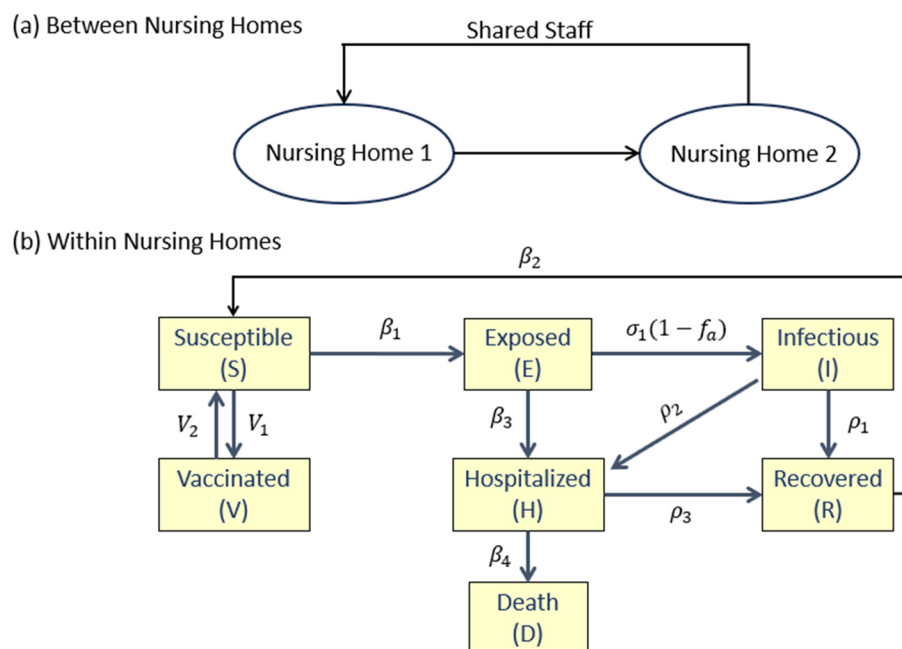 (a) Between Nursing Homes
Shared Staff
Nursing Home 1
Nursing Home 2
(b) Within Nursing Homes
β₂
Susceptible
(S)
β₁
Exposed
(E)
σ₁(1 − fₐ)
Infectious
(I)
V₂
V₁
β₃
ρ₂
ρ₁
Vaccinated
(V)
Hospitalized
(H)
ρ₃
Recovered
(R)
β₄
Death
(D)